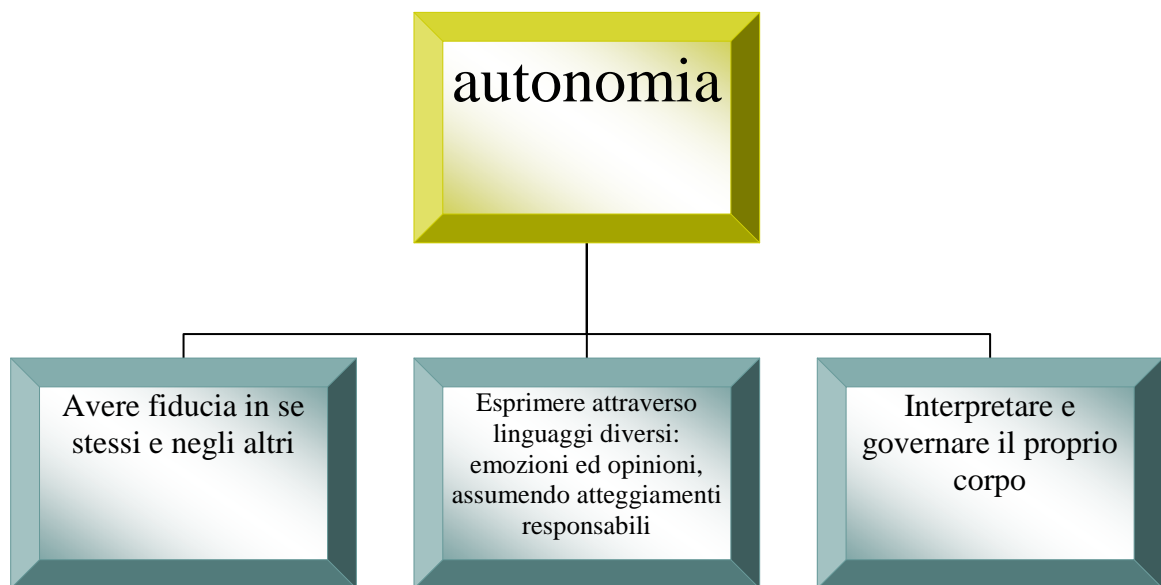 autonomia
Avere fiducia in se
stessi e negli altri
Esprimere attraverso
linguaggi diversi:
emozioni ed opinioni,
assumendo atteggiamenti
responsabili
Interpretare e
governare il proprio
corpo